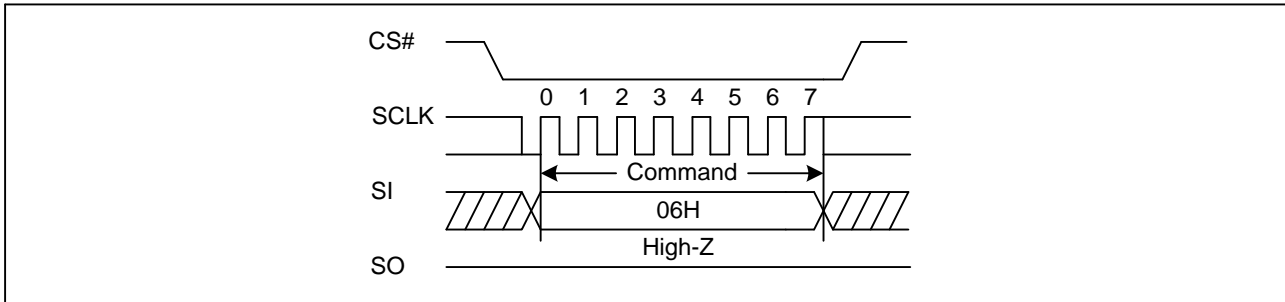 CS#
0 1 2 3 4 5 6 7
SCLK
Command
SI
06H
High-Z
SO